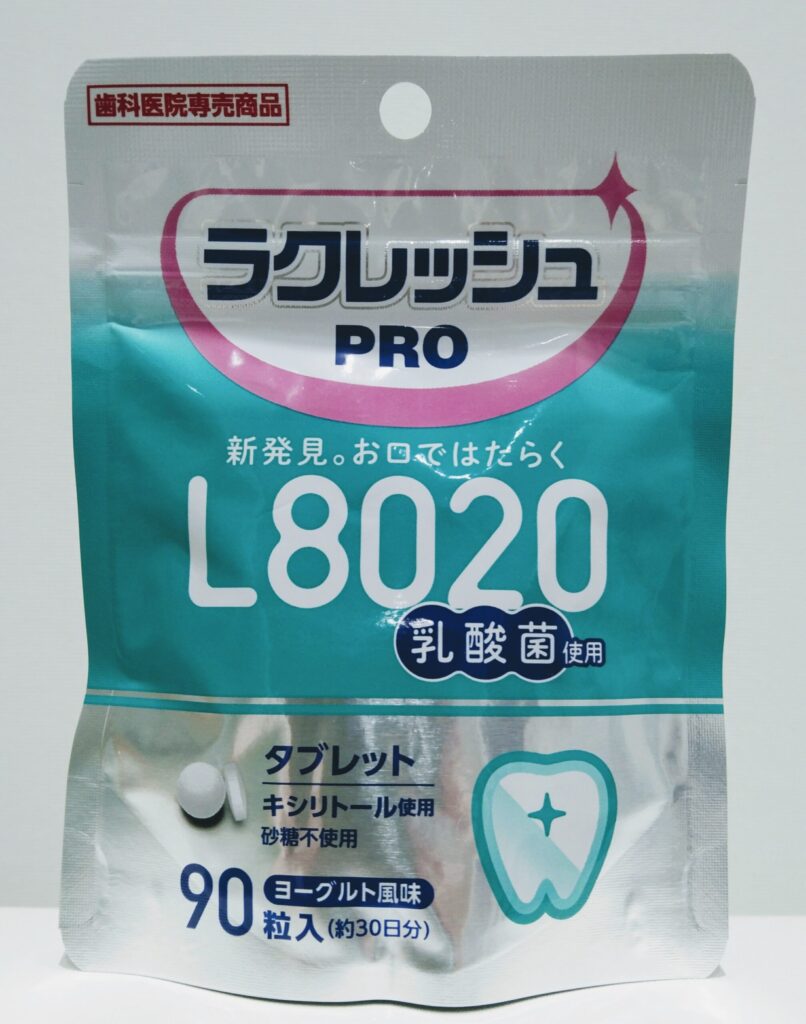 歯科医院専売商品
ラクレッシュ
PRO
新発見。お口ではたらく
L8020
乳酸菌使用
タブレット
キシリトール使用
砂糖不使用
90粒入
ヨーグルト風味
(約30日分)